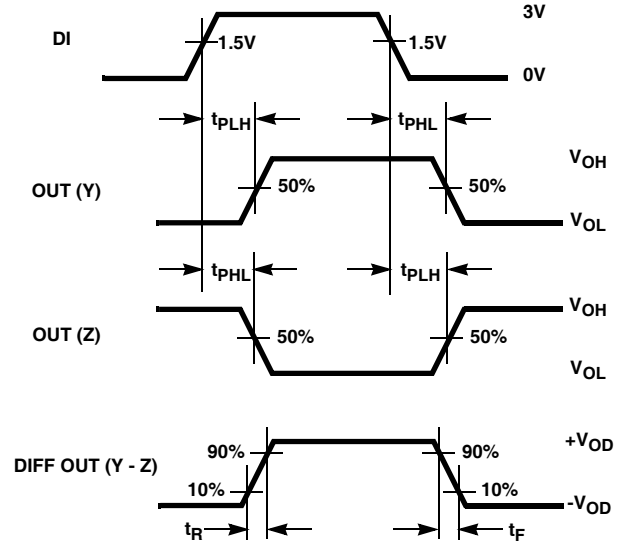 3V
DI
1.5V
1.5V
0V
tPLH
tPHL
VOH
OUT (Y)
50%
50%
VOL
tPHL
tPLH
VOH
OUT (Z)
50%
50%
VOL
+VOD
90%
90%
DIFF OUT (Y - Z)
10%
10%
-VOD
tR
tF